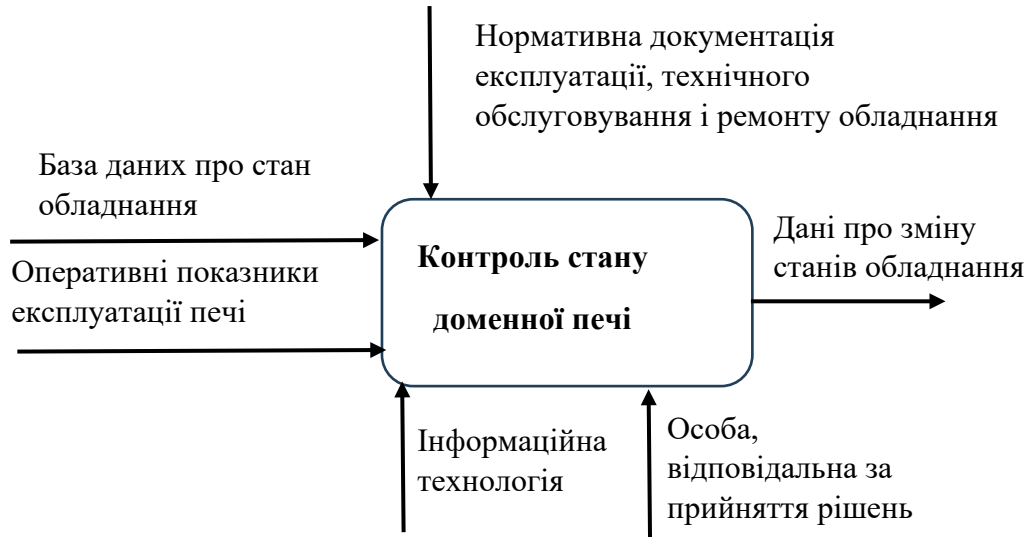 Нормативна документація
експлуатації, технічного
обслуговування і ремонту обладнання
База даних про стан
обладнання
Оперативні показники
експлуатації печі
Контроль стану
доменної печі
Дані про зміну
станів обладнання
Інформаційна
технологія
Особа,
відповідальна за
прийняття рішень